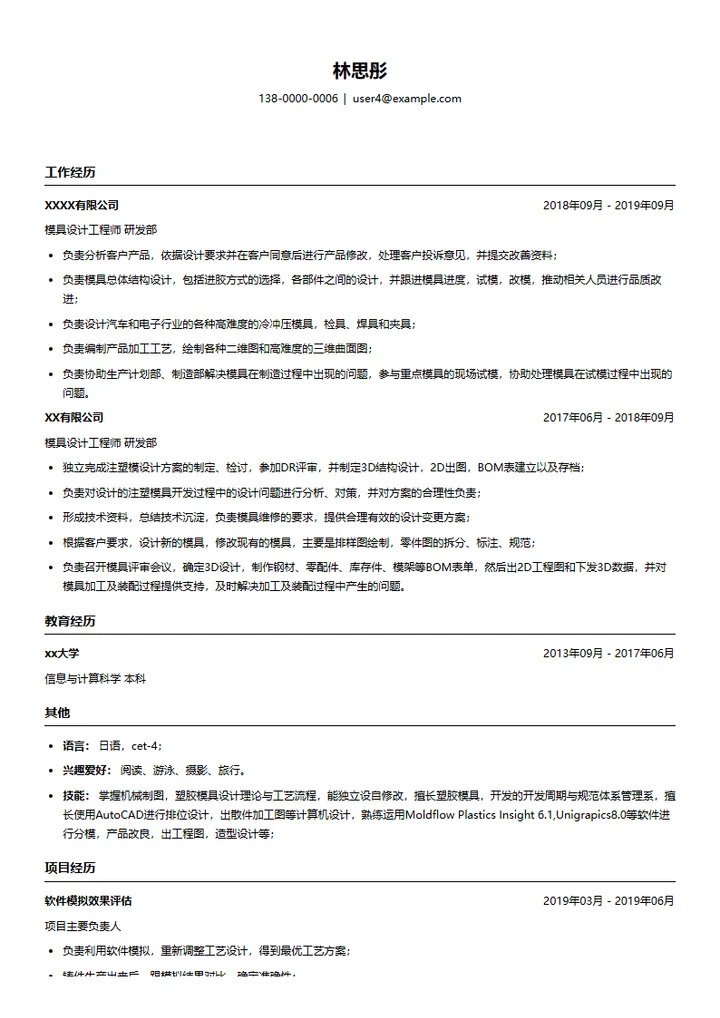 林思彤
138-0000-0006 | user4@example.com
工作经历
XXXX有限公司 2018年09月 - 2019年09月
模具设计工程师 研发部
• 负责分析客户产品，依据设计要求并在客户同意后进行产品修改，处理客户投诉意见，并提交改善资料；
• 负责模具总体结构设计，包括进胶方式的选择，各部件之间的设计，并跟进模具进度，试模，改模，推动相关人员进行品质改
进；
• 负责设计汽车和电子行业的各种高难度的冷冲压模具，检具、焊具和夹具；
• 负责编制产品加工工艺，绘制各种二维图和高难度的三维曲面图；
• 负责协助生产计划部、制造部解决模具在制造过程中出现的问题，参与重点模具的现场试模，协助处理模具在试模过程中出现的
问题。
XX有限公司 2017年06月 - 2018年09月
模具设计工程师 研发部
• 独立完成注塑模设计方案的制定、检讨，参加DR评审，并制定3D结构设计，2D出图，BOM表建立以及存档；
• 负责对设计的注塑模具开发过程中的设计问题进行分析、对策，并对方案的合理性负责；
• 形成技术资料，总结技术沉淀，负责模具维修的要求，提供合理有效的设计变更方案；
• 根据客户要求，设计新的模具，修改现有的模具，主要是排样图绘制，零件图的拆分、标注、规范；
• 负责召开模具评审会议，确定3D设计，制作钢材、零配件、库存件、模架等BOM表单，然后出2D工程图和下发3D数据，并对
模具加工及装配过程提供支持，及时解决加工及装配过程中产生的问题。
教育经历
xx大学 2013年09月 - 2017年06月
信息与计算科学 本科
其他
• 语言： 日语，cet-4；
• 兴趣爱好： 阅读、游泳、摄影、旅行。
• 技能： 掌握机械制图，塑胶模具设计理论与工艺流程，能独立设自修改，擅长塑胶模具，开发的开发周期与规范体系管理系，擅
长使用AutoCAD进行排位设计，出散件加工图等计算机设计，熟练运用Moldflow Plastics Insight 6.1,Unigrapics8.0等软件进
行分模，产品改良，出工程图，造型设计等；
项目经历
软件模拟效果评估 2019年03月 - 2019年06月
项目主要负责人
• 负责利用软件模拟，重新调整工艺设计，得到最优工艺方案；
• 铸件生产出来后，跟模拟结果对比，确定准确性；